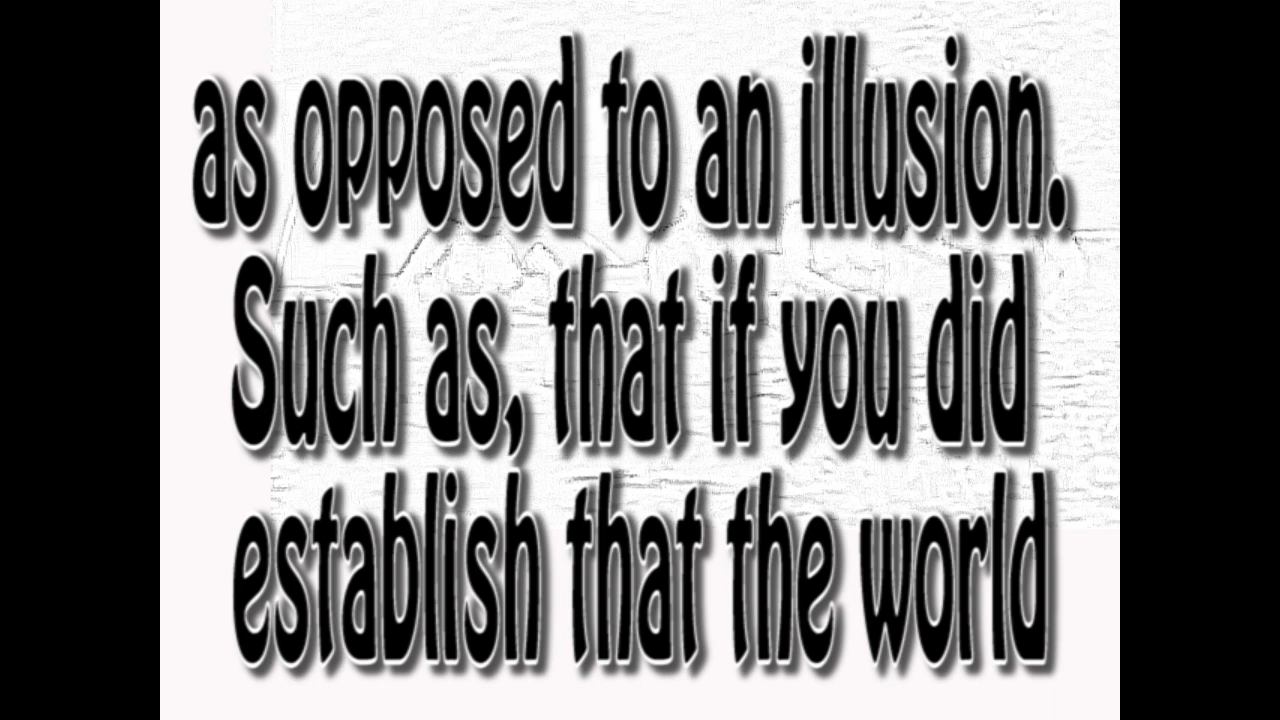 as opposed to an illusion.
Such as, that if you did
establish that the world